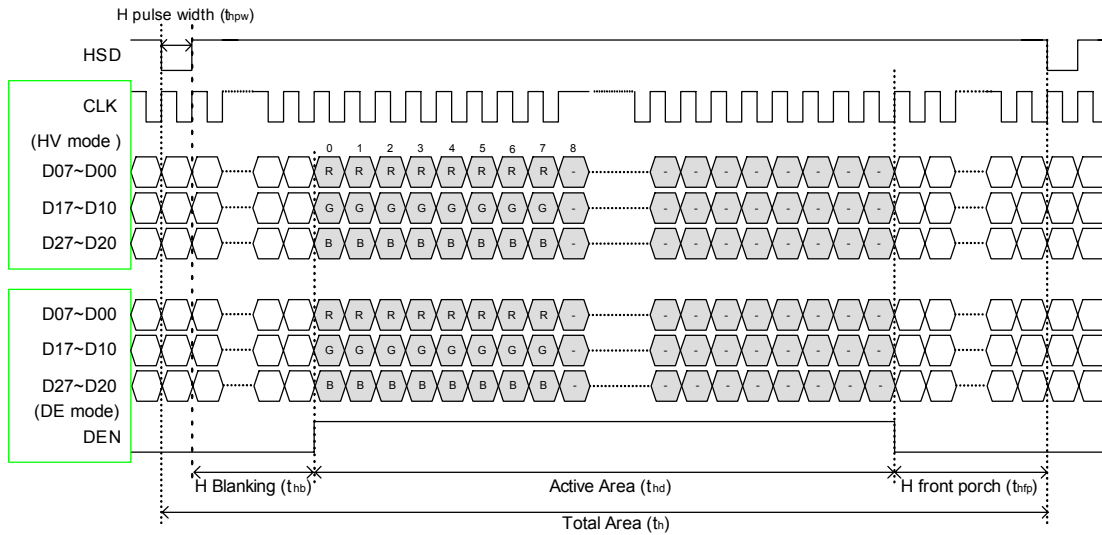 H pulse width (thpw)
HSD
CLK
(HV mode )
0 1 2 3 4 5 6 7 8
D07~D00 R R R R R R R R - - - - - - - - -
D17~D10 G G G G G G G G - - - - - - - - -
D27~D20 B B B B B B B B - - - - - - - - -
D07~D00 R R R R R R R R - - - - - - - - -
D17~D10 G G G G G G G G - - - - - - - - -
D27~D20 B B B B B B B B - - - - - - - - -
(DE mode)
DEN
H Blanking (thb) Active Area (thd) H front porch (thfp)
Total Area (th)